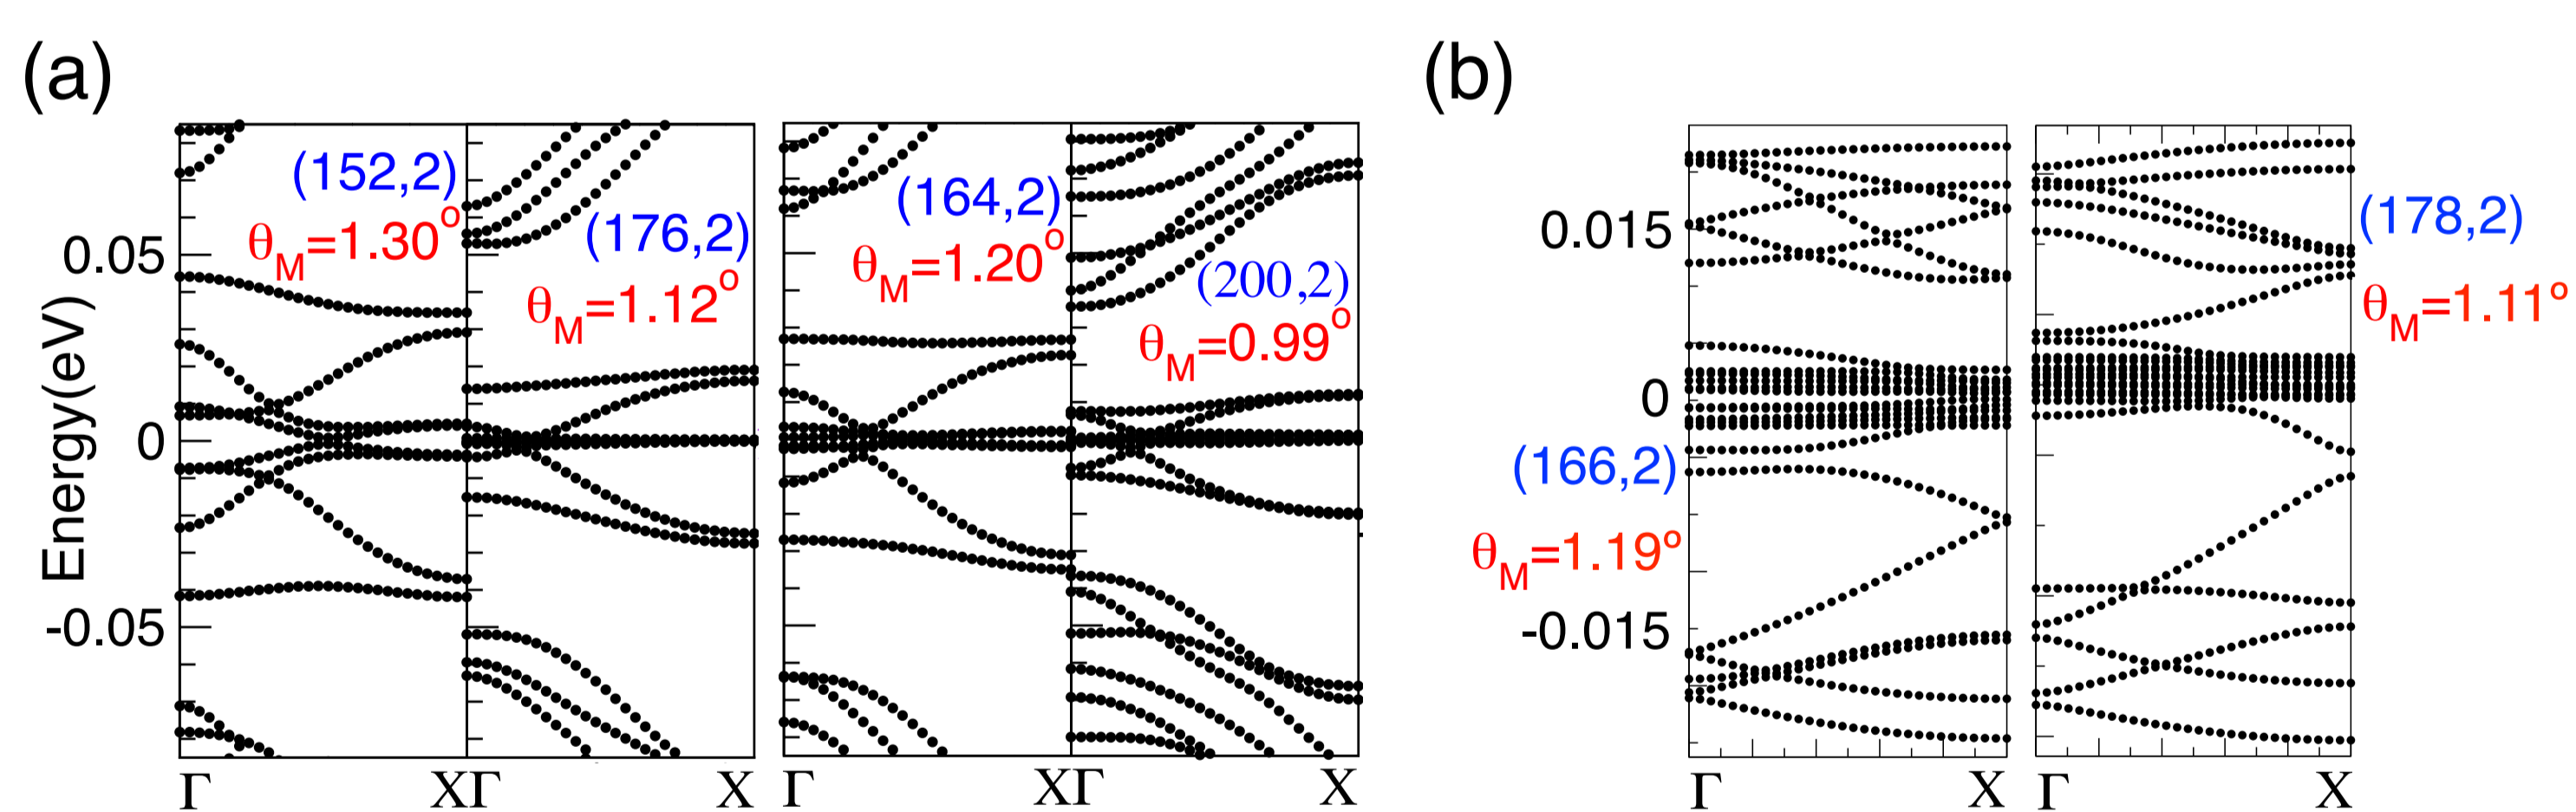 (a)
(b)
Energy(eV)
0.05
0
-0.05
(152,2)
θM=1.30°
(176,2)
θM=1.12°
(164,2)
θM=1.20°
(200,2)
θM=0.99°
Γ
XΓ
X
Γ
XΓ
X
0.015
0
-0.015
(166,2)
θM=1.19°
(178,2)
θM=1.11°
Γ
X
Γ
X